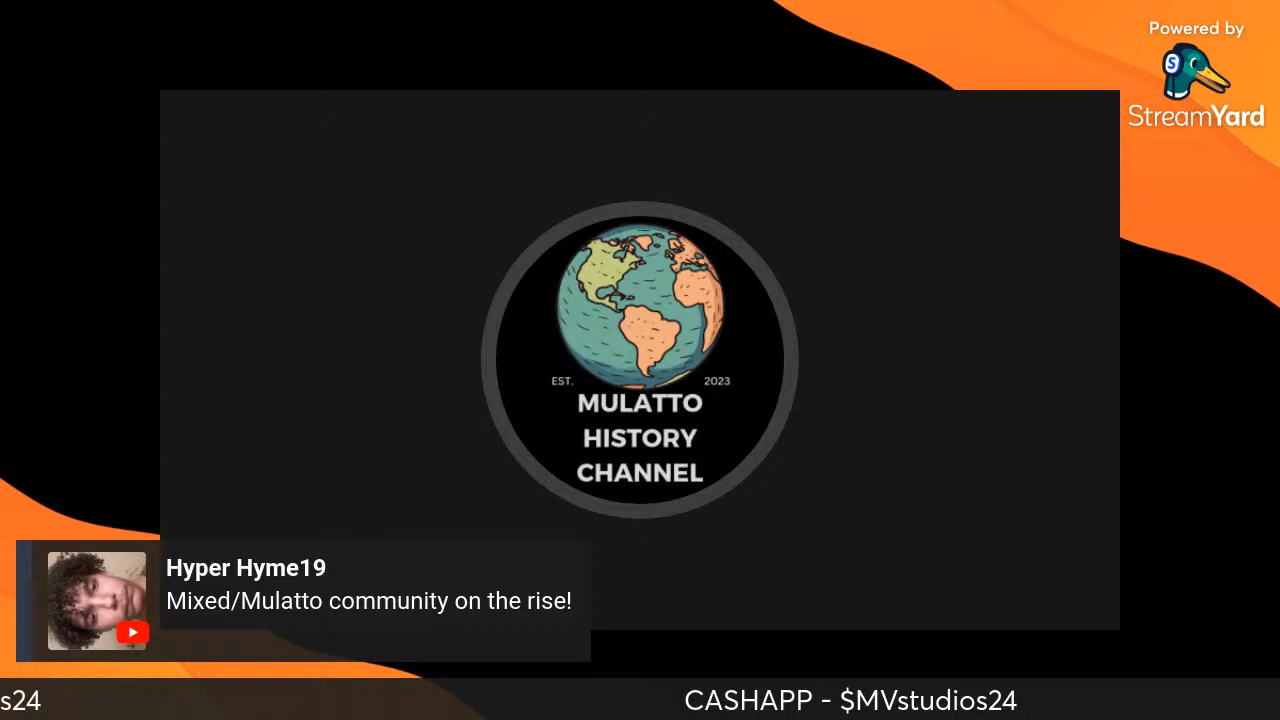 Powered by
S
StreamYard
EST.
2023
MULATTO
HISTORY
CHANNEL
Hyper Hyme19
Mixed/Mulatto community on the rise!
s24
CASHAPP - $MVstudios24